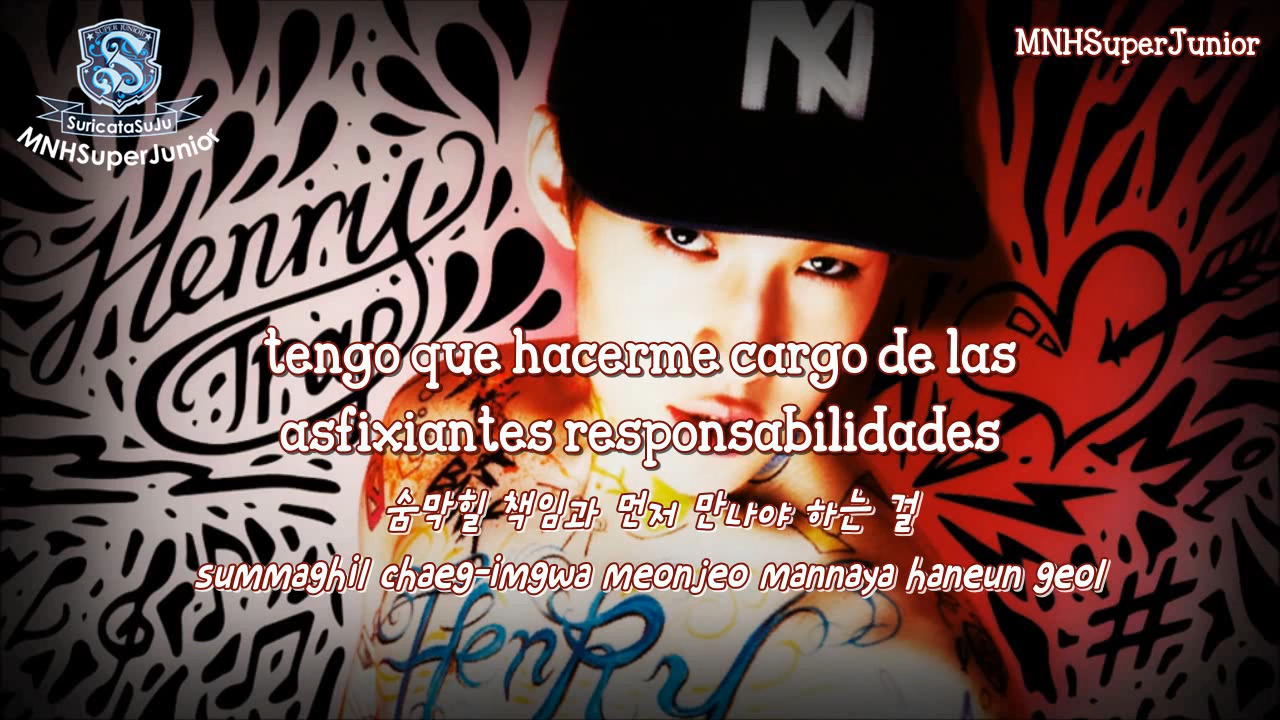 SUPER JUNIOR
S
SuricataSuJu
MNHSuperJunior
MNHSuperJunior
NY
Henry
Trap
tengo que hacerme cargo de las
asfixiantes responsabilidades
숨막힐 책임과 먼저 만나야 하는 걸
summaghil chaeg-imgwa meonjeo mannaya haneun geol
HenRy
#